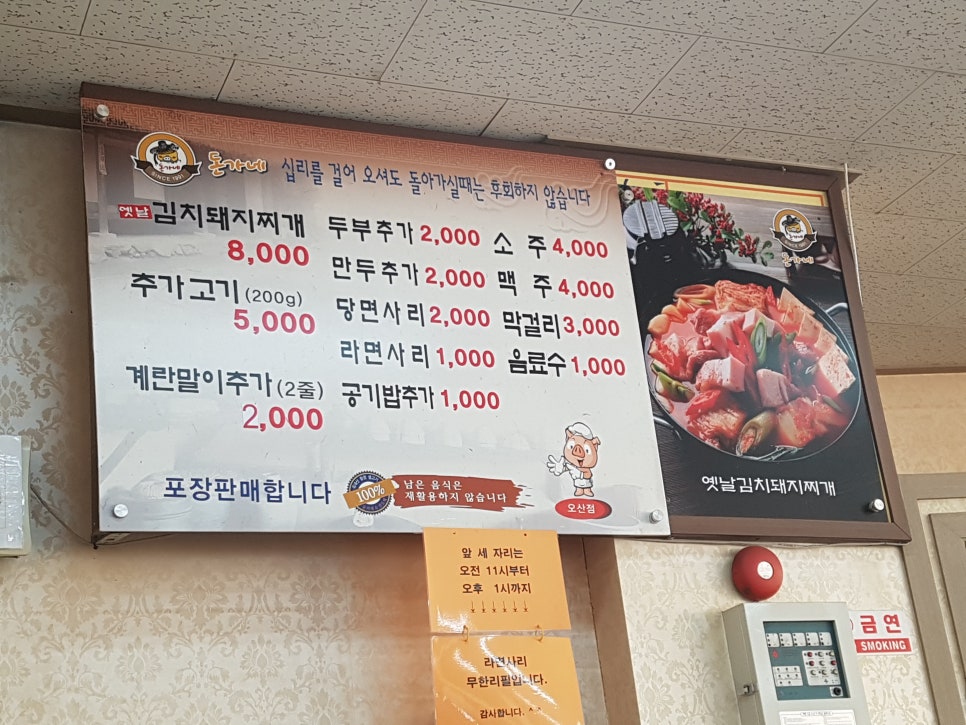 돈가네
SINCE 1991
돈가네 십리를 걸어 오셔도 돌아가실때는 후회하지 않습니다
옛날 김치돼지찌개
8,000
추가고기 (200g)
5,000
계란말이추가 (2줄)
2,000
두부추가 2,000
만두추가 2,000
당면사리 2,000
라면사리 1,000
공기밥추가 1,000
소 주 4,000
맥 주 4,000
막걸리 3,000
음료수 1,000
포장판매합니다
100%
남은 음식은
재활용하지 않습니다
오산점
돈가네
옛날김치돼지찌개
앞 세 자리는
오전 11시부터
오후 1시까지
↓ ↓ ↓ ↓ ↓ ↓
라면사리
무한리필입니다.
감사합니다. ^^
금연
SMOKING